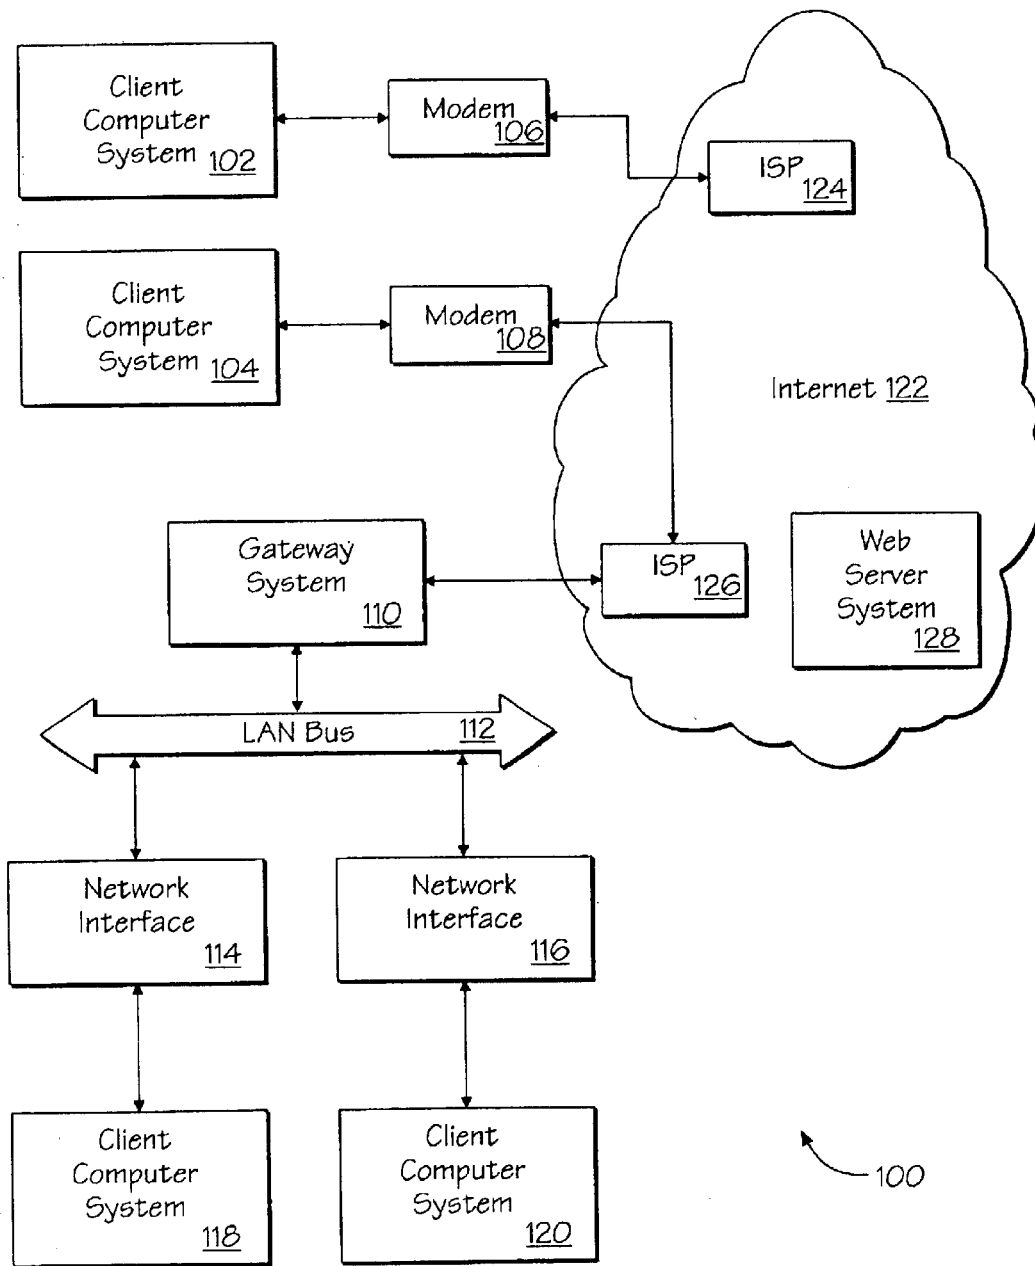 Client
Computer
System 102
Modem
106
ISP
124
Client
Computer
System 104
Modem
108
Internet 122
Gateway
System
110
ISP
126
Web
Server
System
128
LAN Bus 112
Network
Interface
114
Network
Interface
116
Client
Computer
System
118
Client
Computer
System
120
100